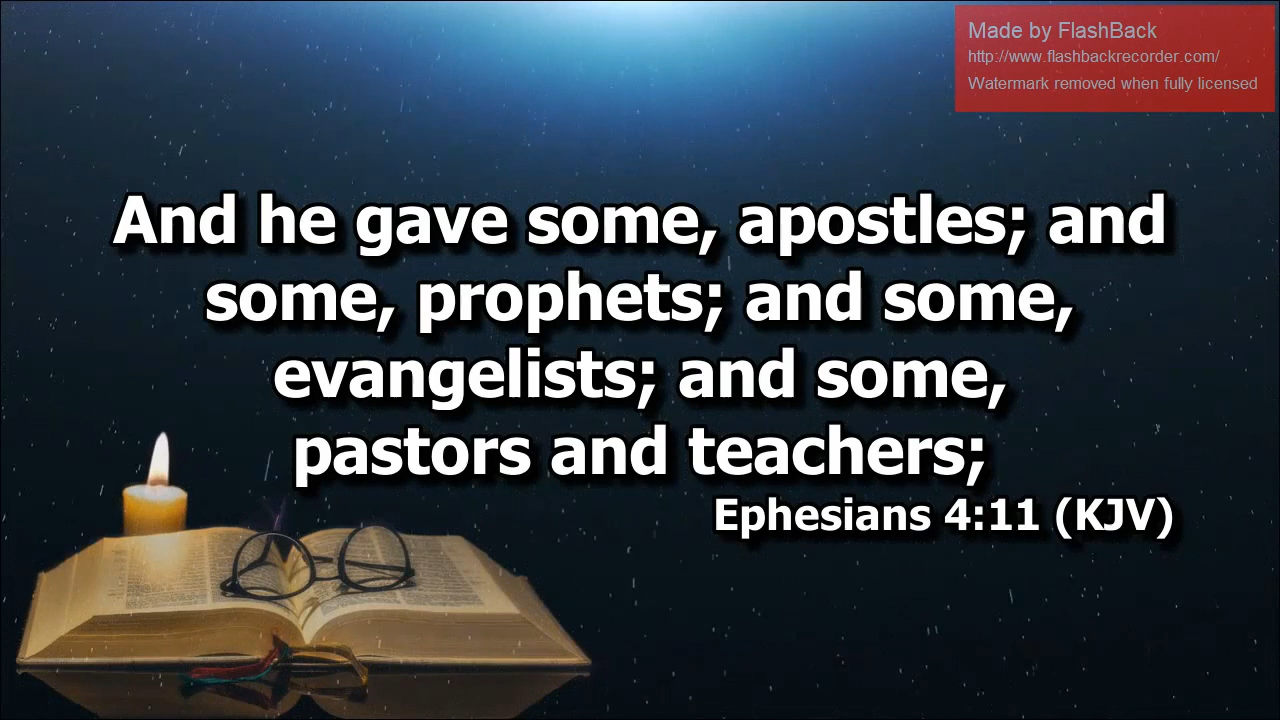 Made by FlashBack
http://www.flashbackrecorder.com/
Watermark removed when fully licensed
And he gave some, apostles; and
some, prophets; and some,
evangelists; and some,
pastors and teachers;
Ephesians 4:11 (KJV)